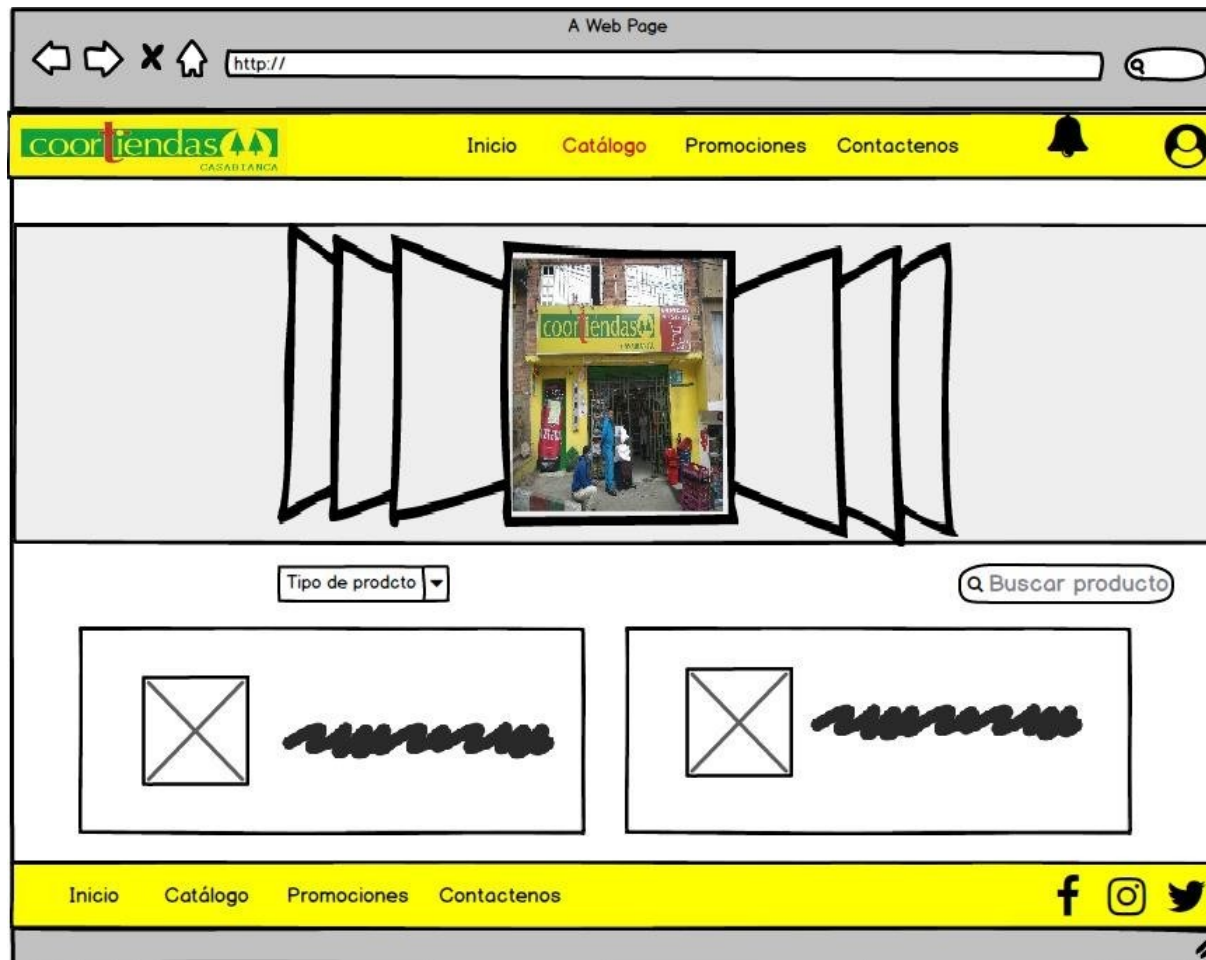 A Web Page
http://
coortiendas
CASABIANCA
Inicio Catálogo Promociones Contactenos
coortiendas
Tipo de prodcto
Buscar producto
Inicio Catálogo Promociones Contactenos